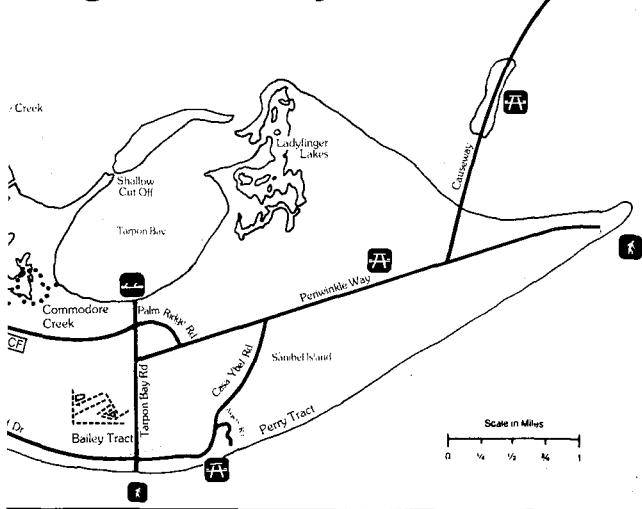 Creek
Ladyfinger
Lakes
Causeway
Shallow
Cut Off
Tarpon Bay
Periwinkle Way
Commodore
Creek
Palm Ridge Rd
CF
Casa Ybel Rd
Sanibel Island
Tarpon Bay Rd
Perry Tract
Bailey Tract
Dr
Scale in Miles
0 ¼ ½ ¾ 1